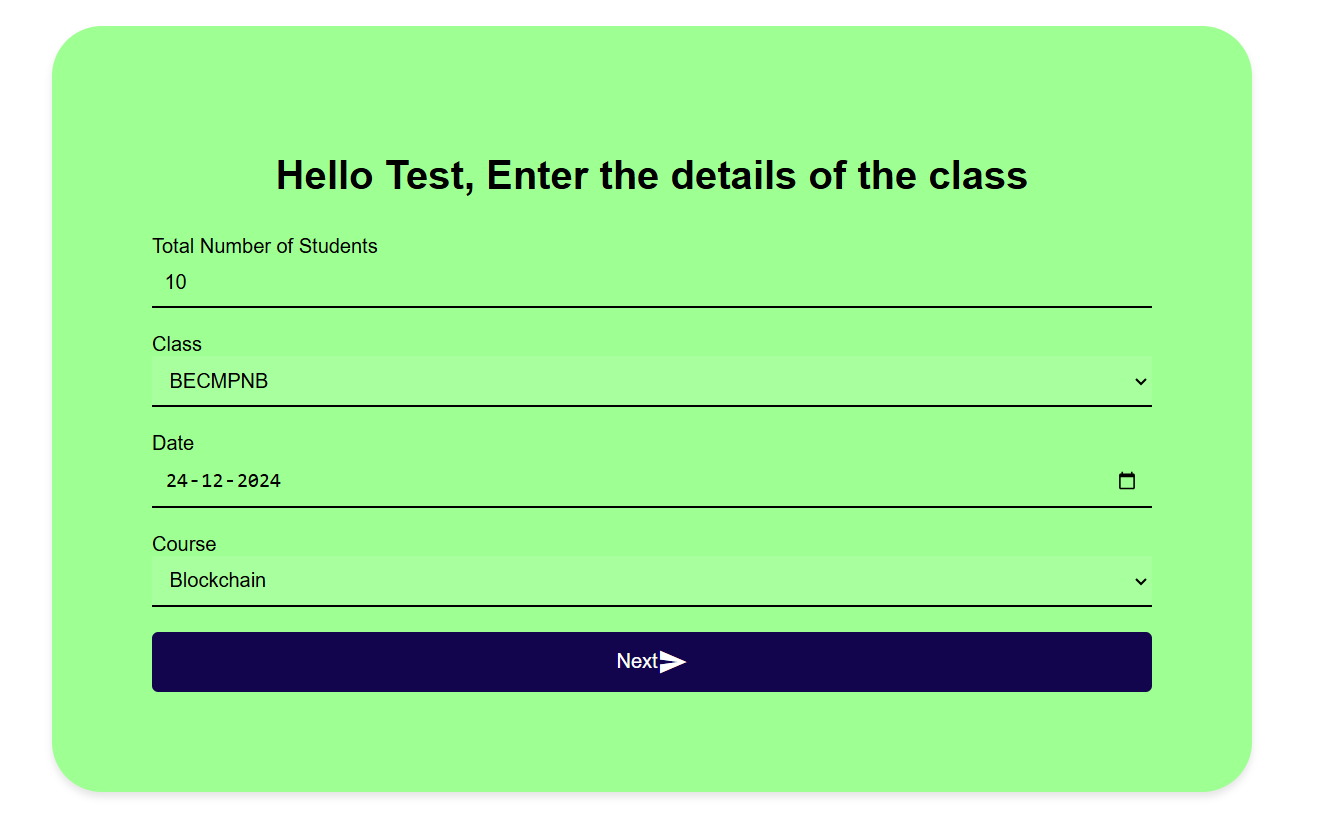 Hello Test, Enter the details of the class
Total Number of Students
10
Class
BECMPNB
Date
24-12-2024
Course
Blockchain
Next